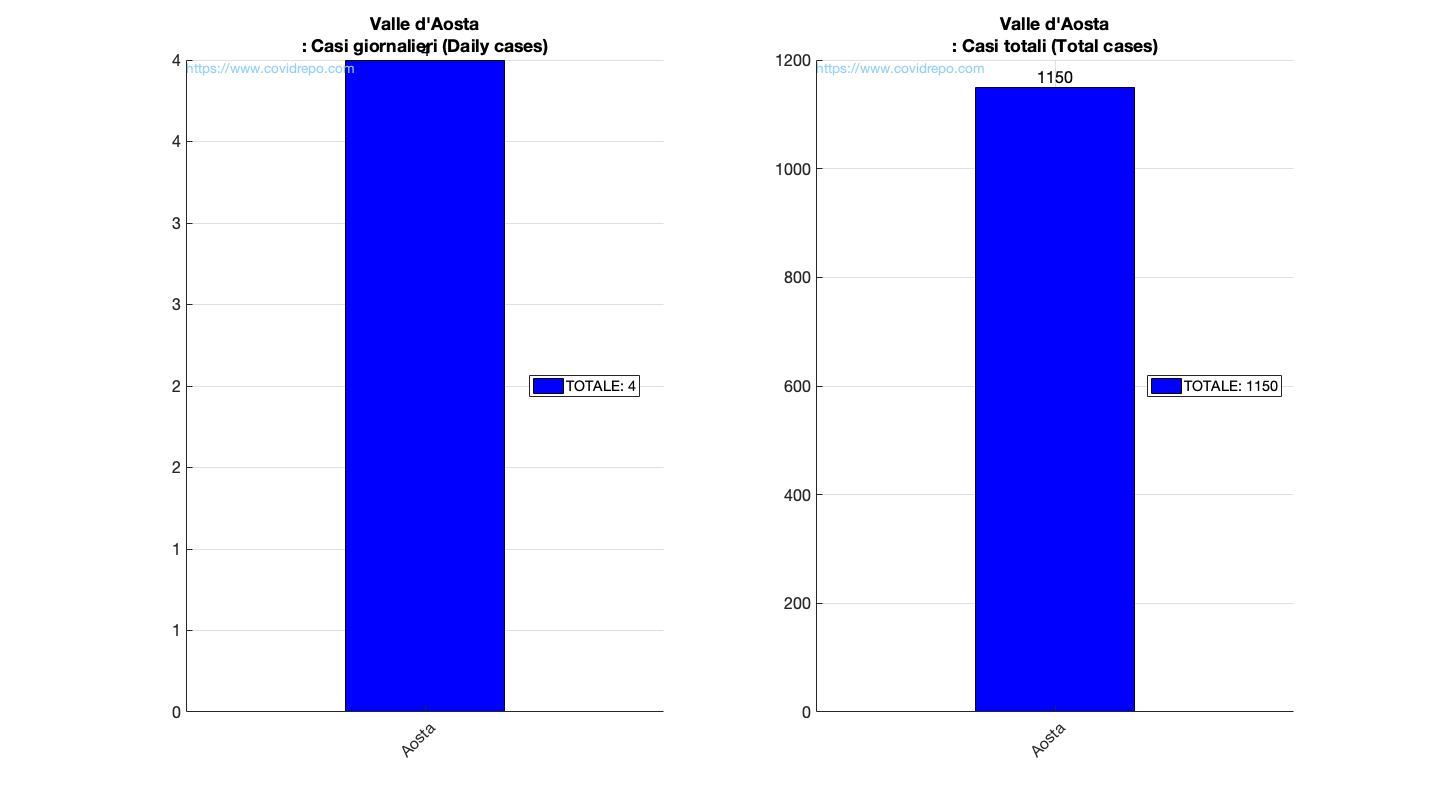 Valle d'Aosta
: Casi giornalieri (Daily cases)
4
https://www.covidrepo.com
4
4
3
3
2
2
1
1
0
TOTALE: 4
Aosta
Valle d'Aosta
: Casi totali (Total cases)
https://www.covidrepo.com
1150
1200
1000
800
600
400
200
0
TOTALE: 1150
Aosta